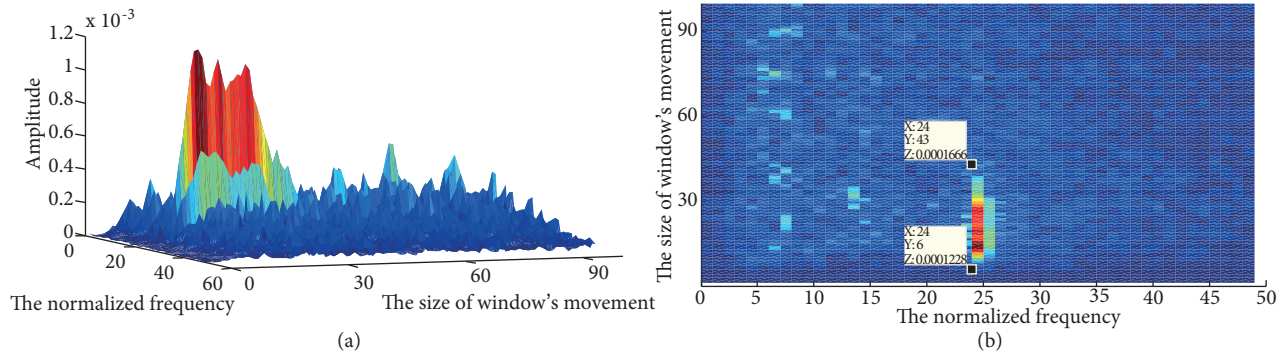 x 10-3
1.2
1
0.8
0.6
0.4
0.2
0
Amplitude
0
20
40
60
0
30
60
90
The normalized frequency
The size of window's movement
(a)
90
60
30
The size of window's movement
X: 24
Y: 43
Z: 0.0001666
X: 24
Y: 6
Z: 0.0001228
0 5 10 15 20 25 30 35 40 45 50
The normalized frequency
(b)